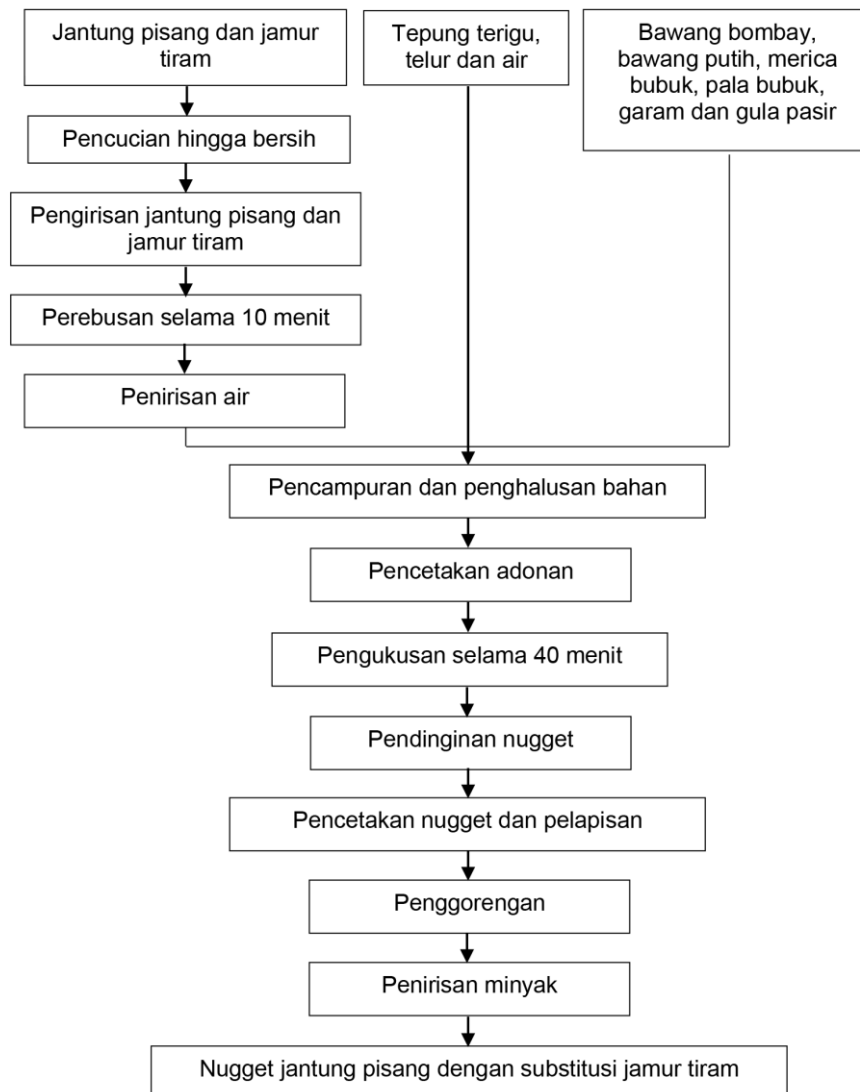 Jantung pisang dan jamur
tiram
Tepung terigu,
telur dan air
Bawang bombay,
bawang putih, merica
bubuk, pala bubuk,
garam dan gula pasir
Pencucian hingga bersih
Pengirisan jantung pisang dan
jamur tiram
Perebusan selama 10 menit
Penirisan air
Pencampuran dan penghalusan bahan
Pencetakan adonan
Pengukusan selama 40 menit
Pendinginan nugget
Pencetakan nugget dan pelapisan
Penggorengan
Penirisan minyak
Nugget jantung pisang dengan substitusi jamur tiram